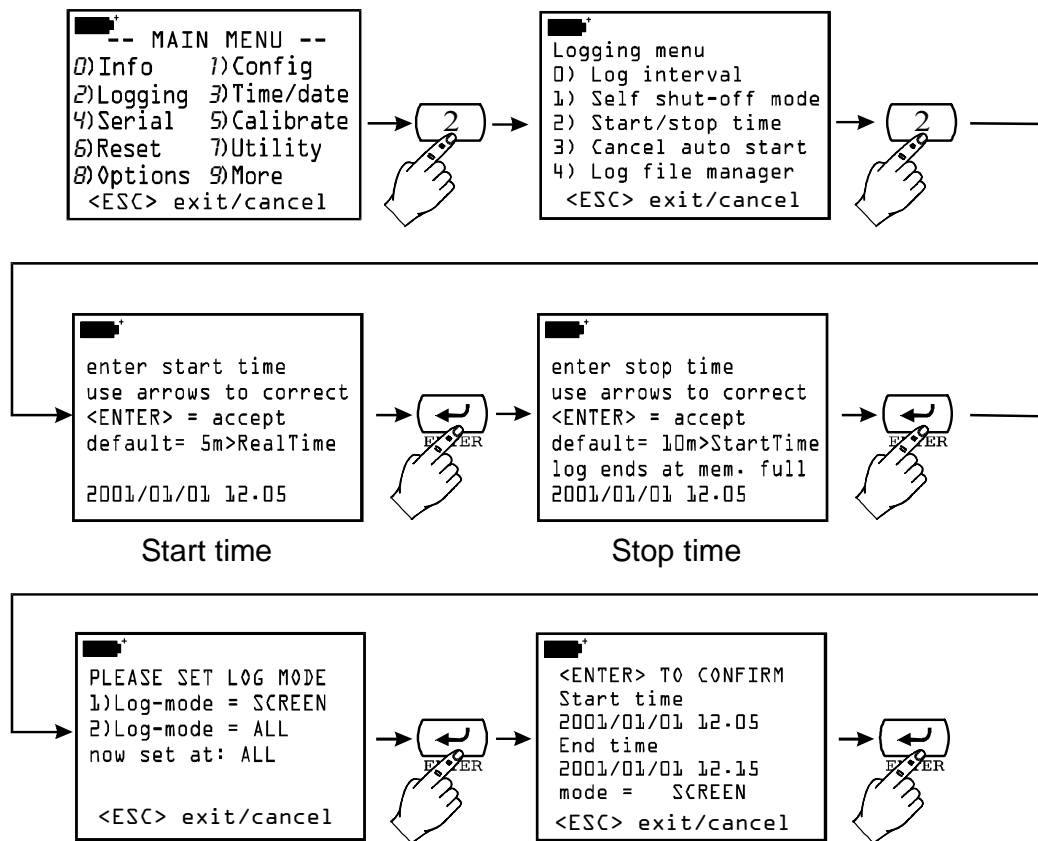 -- MAIN MENU --
0)Info 1)Config
2)Logging 3)Time/date
4)Serial 5)Calibrate
6)Reset 7)Utility
8)Options 9)More
<ESC> exit/cancel
2
Logging menu
0) Log interval
1) Self shut-off mode
2) Start/stop time
3) Cancel auto start
4) Log file manager
<ESC> exit/cancel
2
enter start time
use arrows to correct
<ENTER> = accept
default= 5m>RealTime
2001/01/01 12.05
Start time
ENTER
enter stop time
use arrows to correct
<ENTER> = accept
default= 10m>StartTime
log ends at mem. full
2001/01/01 12.05
Stop time
ENTER
PLEASE SET LOG MODE
1)Log-mode = SCREEN
2)Log-mode = ALL
now set at: ALL
<ESC> exit/cancel
ENTER
<ENTER> TO CONFIRM
Start time
2001/01/01 12.05
End time
2001/01/01 12.15
mode = SCREEN
<ESC> exit/cancel
ENTER